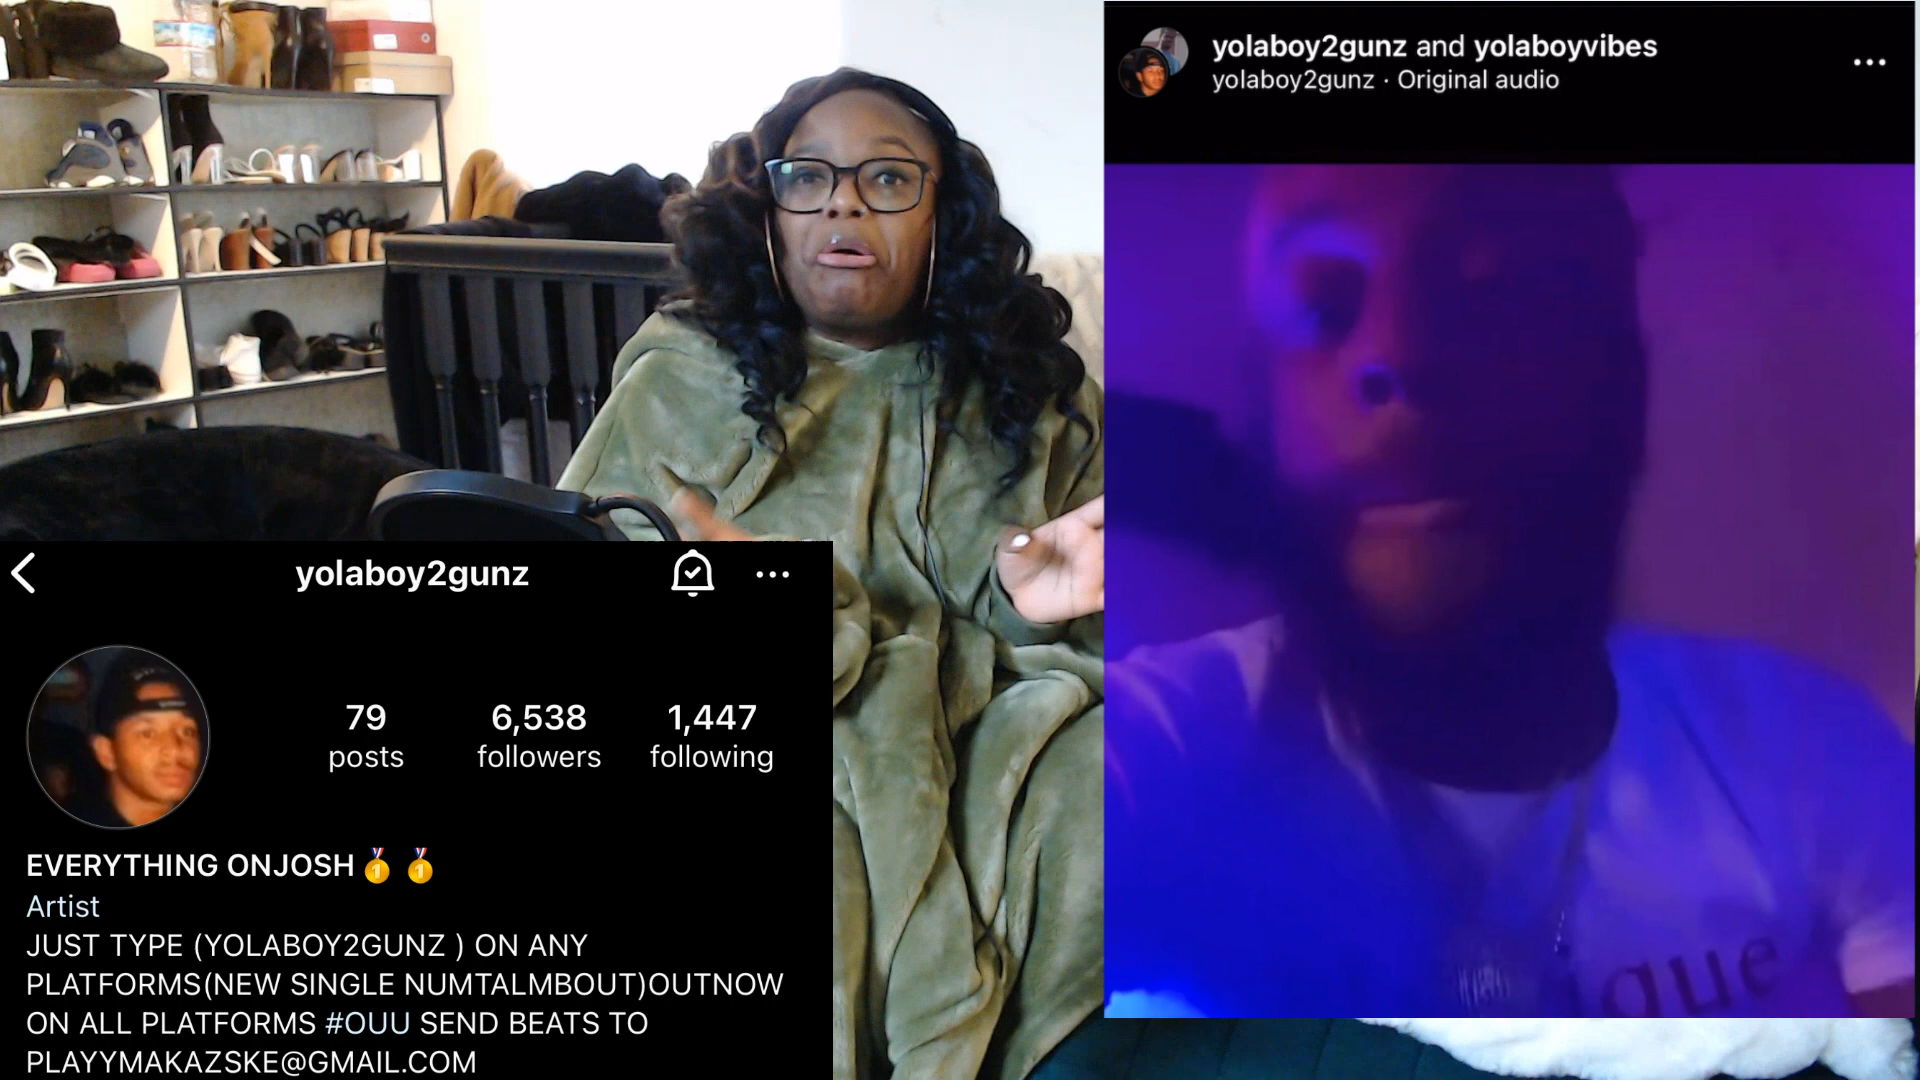 yolaboy2gunz and yolaboyvibes
yolaboy2gunz · Original audio
ique
yolaboy2gunz
79
posts
6,538
followers
1,447
following
EVERYTHING ONJOSH🥇🥇
Artist
JUST TYPE (YOLABOY2GUNZ ) ON ANY
PLATFORMS(NEW SINGLE NUMTALMBOUT)OUTNOW
ON ALL PLATFORMS #OUU SEND BEATS TO
PLAYYMAKAZSKE@GMAIL.COM